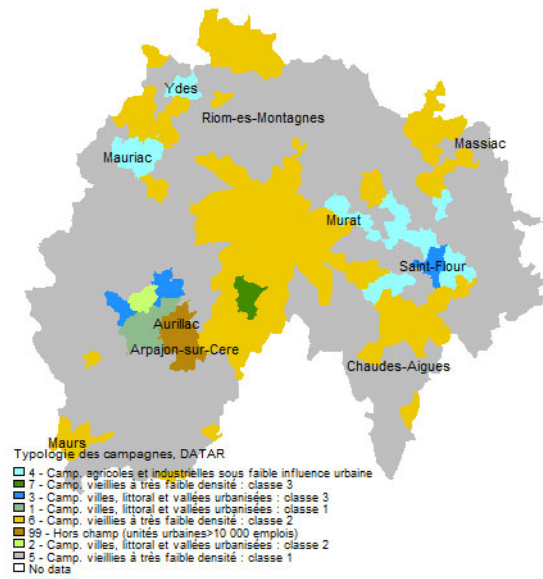 Ydes
Riom-es-Montagnes
Massiac
Mauriac
Murat
Saint-Flour
Aurillac
Arpajon-sur-Cere
Chaudes-Aigues
Maurs
Typologie des campagnes, DATAR
4 - Camp. agricoles et industrielles sous faible influence urbaine
7 - Camp, vieillies à très faible densité : classe 3
3 - Camp. villes, littoral et vallées urbanisées : classe 3
1 - Camp. villes, littoral et vallées urbanisées : classe 1
6 - Camp. vieillies à très faible densité : classe 2
99 - Hors champ (unités urbaines>10 000 emplois)
2 - Camp. villes, littoral et vallées urbanisées : classe 2
5 - Camp. vieillies à très faible densité : classe 1
No data